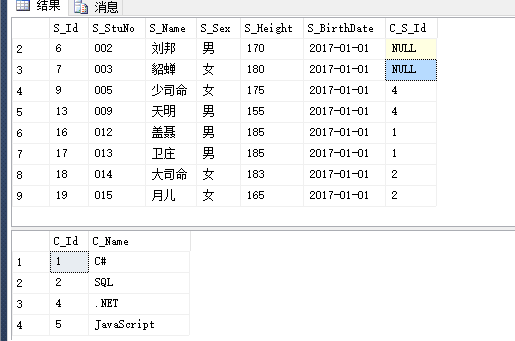 结果 消息
S_Id S_StuNo S_Name S_Sex S_Height S_BirthDate C_S_Id
2 6 002 刘邦 男 170 2017-01-01 NULL
3 7 003 貂蝉 女 180 2017-01-01 NULL
4 9 005 少司命 女 175 2017-01-01 4
5 13 009 天明 男 155 2017-01-01 4
6 16 012 盖聂 男 185 2017-01-01 1
7 17 013 卫庄 男 185 2017-01-01 1
8 18 014 大司命 女 183 2017-01-01 2
9 19 015 月儿 女 165 2017-01-01 2
C_Id C_Name
1 1 C#
2 2 SQL
3 4 .NET
4 5 JavaScript